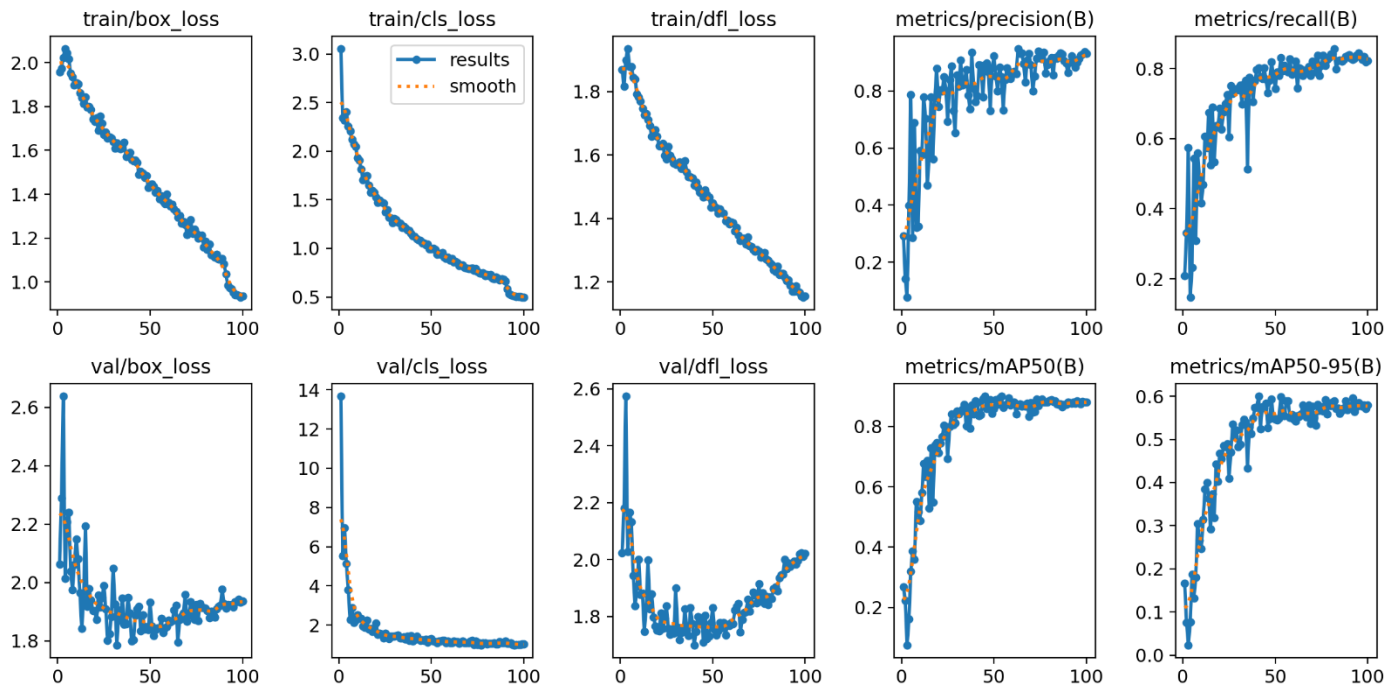 train/box_loss
train/cls_loss
train/dfl_loss
metrics/precision(B)
metrics/recall(B)
2.0
1.8
1.6
1.4
1.2
1.0
0 50 100
3.0
2.5
2.0
1.5
1.0
0.5
results
smooth
0 50 100
1.8
1.6
1.4
1.2
0 50 100
0.8
0.6
0.4
0.2
0 50 100
0.8
0.6
0.4
0.2
0 50 100
val/box_loss
val/cls_loss
val/dfl_loss
metrics/mAP50(B)
metrics/mAP50-95(B)
2.6
2.4
2.2
2.0
1.8
0 50 100
14
12
10
8
6
4
2
0 50 100
2.6
2.4
2.2
2.0
1.8
0 50 100
0.8
0.6
0.4
0.2
0 50 100
0.6
0.5
0.4
0.3
0.2
0.1
0.0
0 50 100